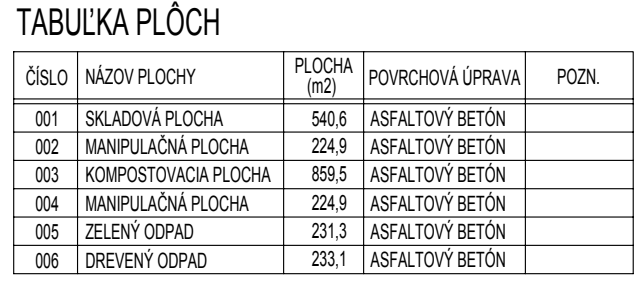 TABUĽKA PLÔCH
ČÍSLO NÁZOV PLOCHY PLOCHA (m2) POVRCHOVÁ ÚPRAVA POZN.
001 SKLADOVÁ PLOCHA 540,6 ASFALTOVÝ BETÓN
002 MANIPULAČNÁ PLOCHA 224,9 ASFALTOVÝ BETÓN
003 KOMPOSTOVACIA PLOCHA 859,5 ASFALTOVÝ BETÓN
004 MANIPULAČNÁ PLOCHA 224,9 ASFALTOVÝ BETÓN
005 ZELENÝ ODPAD 231,3 ASFALTOVÝ BETÓN
006 DREVENÝ ODPAD 233,1 ASFALTOVÝ BETÓN